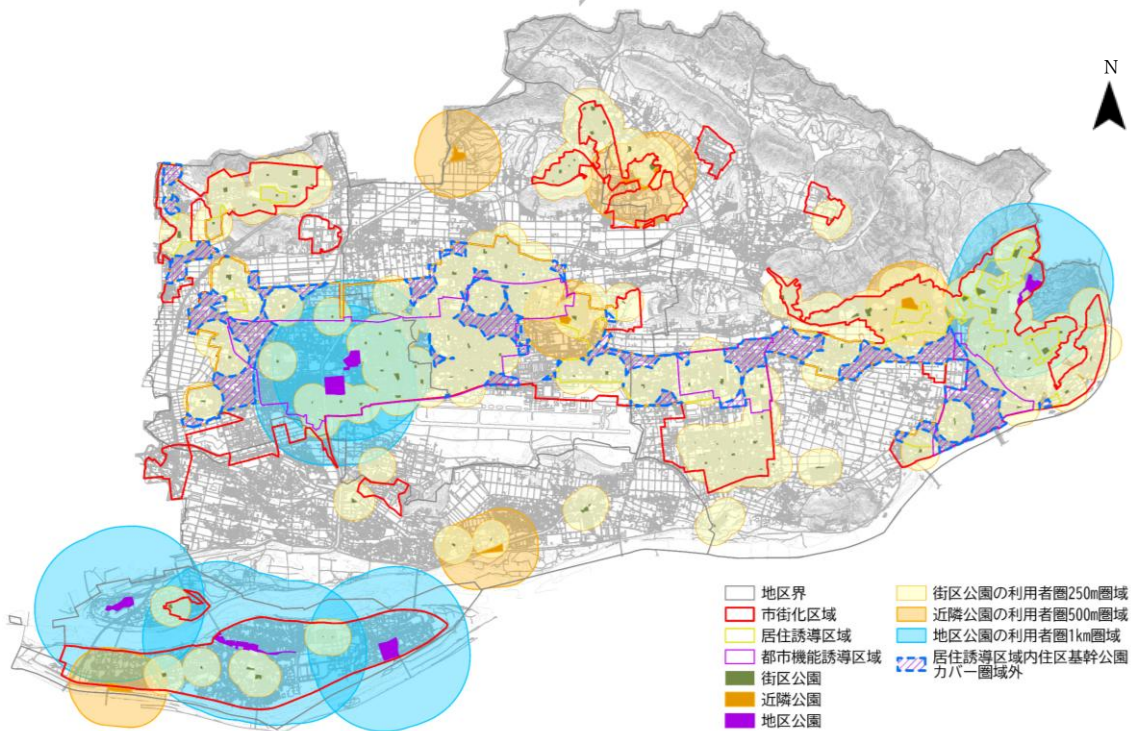 N
地区界
市街化区域
居住誘導区域
都市機能誘導区域
街区公園
近隣公園
地区公園
街区公園の利用者圏250m圏域
近隣公園の利用者圏500m圏域
地区公園の利用者圏1km圏域
居住誘導区域内住区基幹公園
カバー圏域外